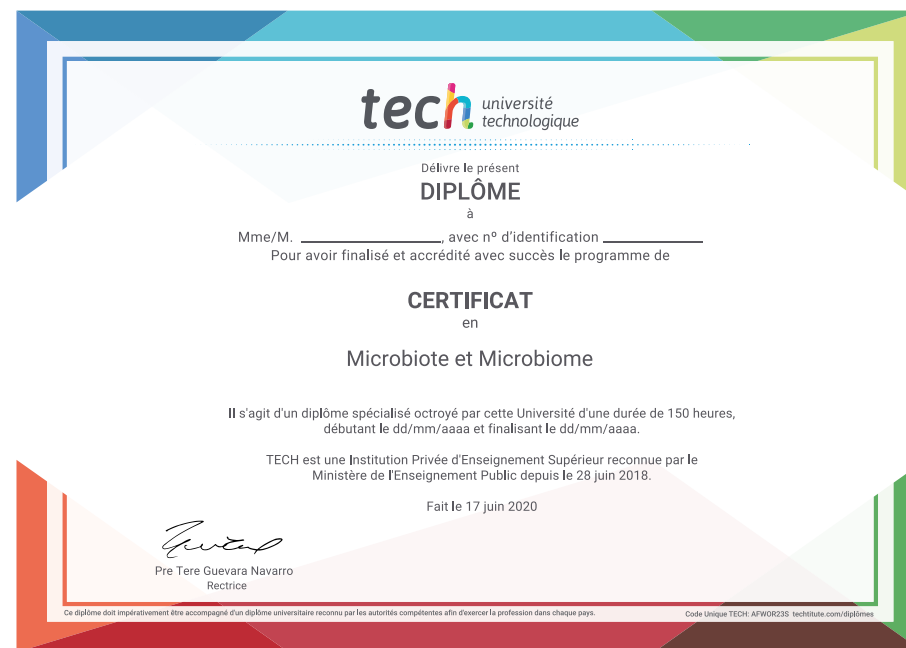 tech université
technologique
Délivre le présent
DIPLÔME
à
Mme/M. ____________________, avec nº d'identification ______________
Pour avoir finalisé et accrédité avec succès le programme de
CERTIFICAT
en
Microbiote et Microbiome
Il s'agit d'un diplôme spécialisé octroyé par cette Université d'une durée de 150 heures,
débutant le dd/mm/aaaa et finalisant le dd/mm/aaaa.
TECH est une Institution Privée d'Enseignement Supérieur reconnue par le
Ministère de l'Enseignement Public depuis le 28 juin 2018.
Fait le 17 juin 2020
Pre Tere Guevara Navarro
Rectrice
Ce diplôme doit impérativement être accompagné d'un diplôme universitaire reconnu par les autorités compétentes afin d'exercer la profession dans chaque pays.
Code Unique TECH: AFWOR23S techtitute.com/diplômes